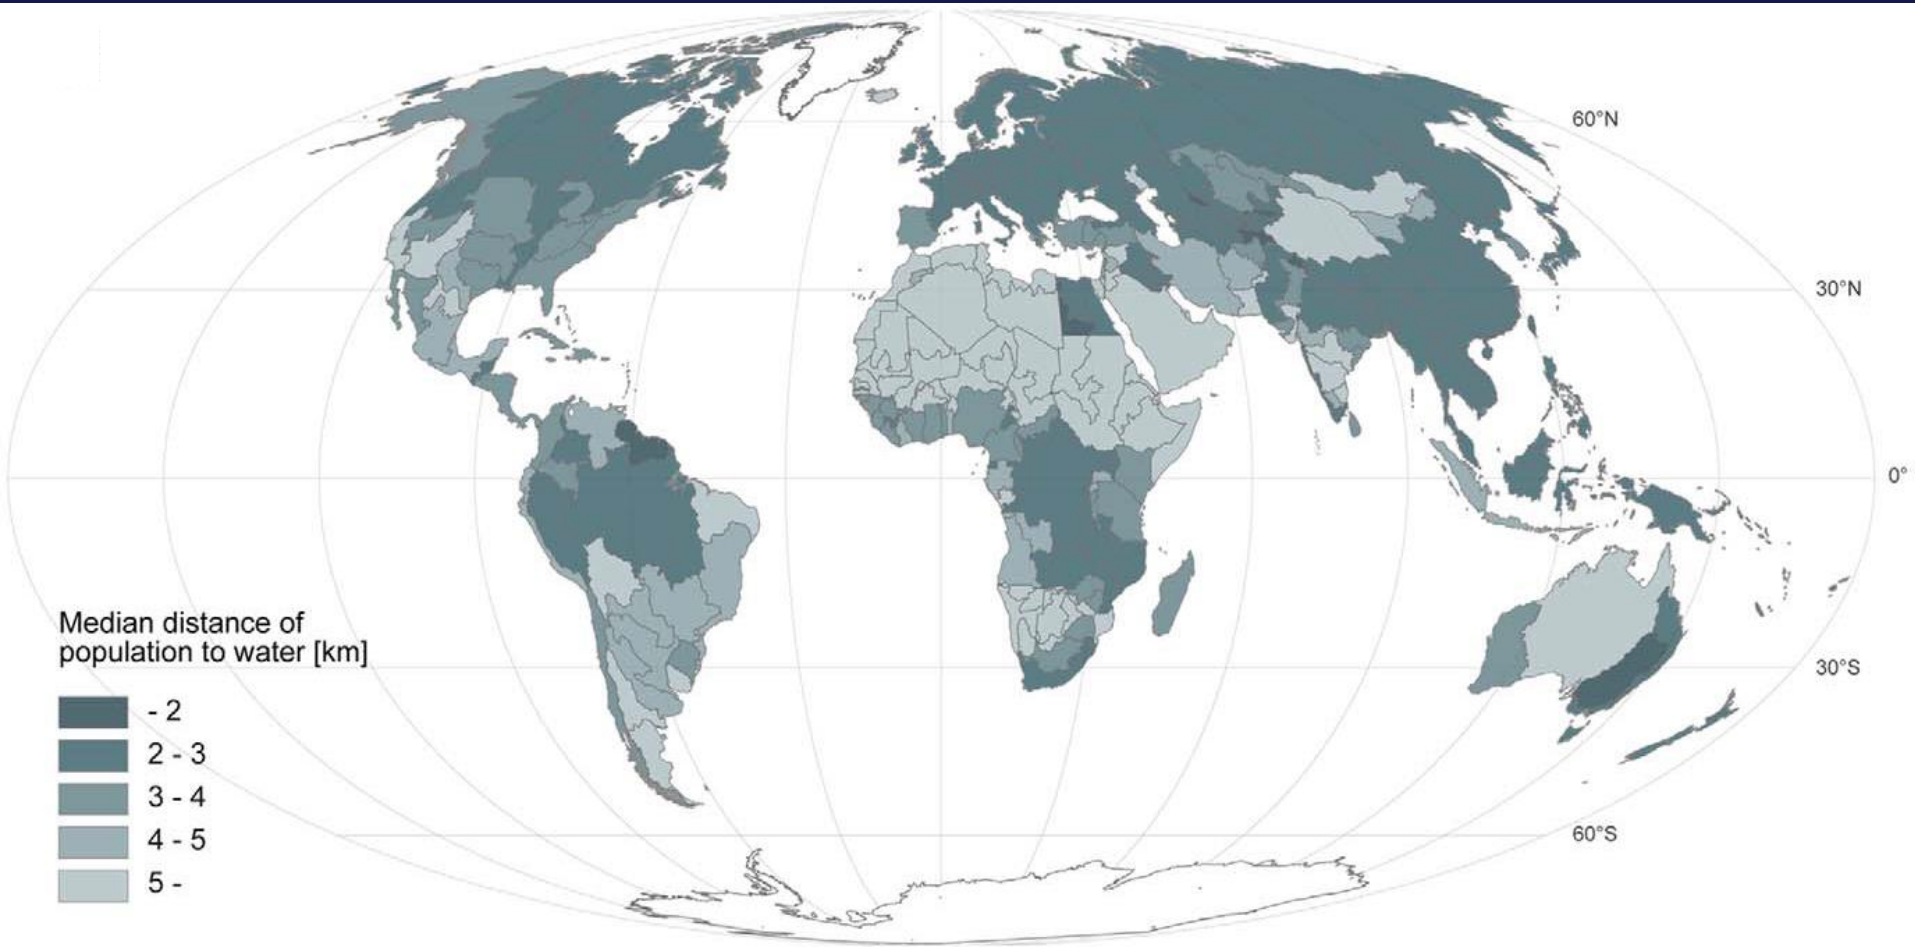 60°N
30°N
0°
30°S
60°S
Median distance of
population to water [km]
- 2
2 - 3
3 - 4
4 - 5
5 -